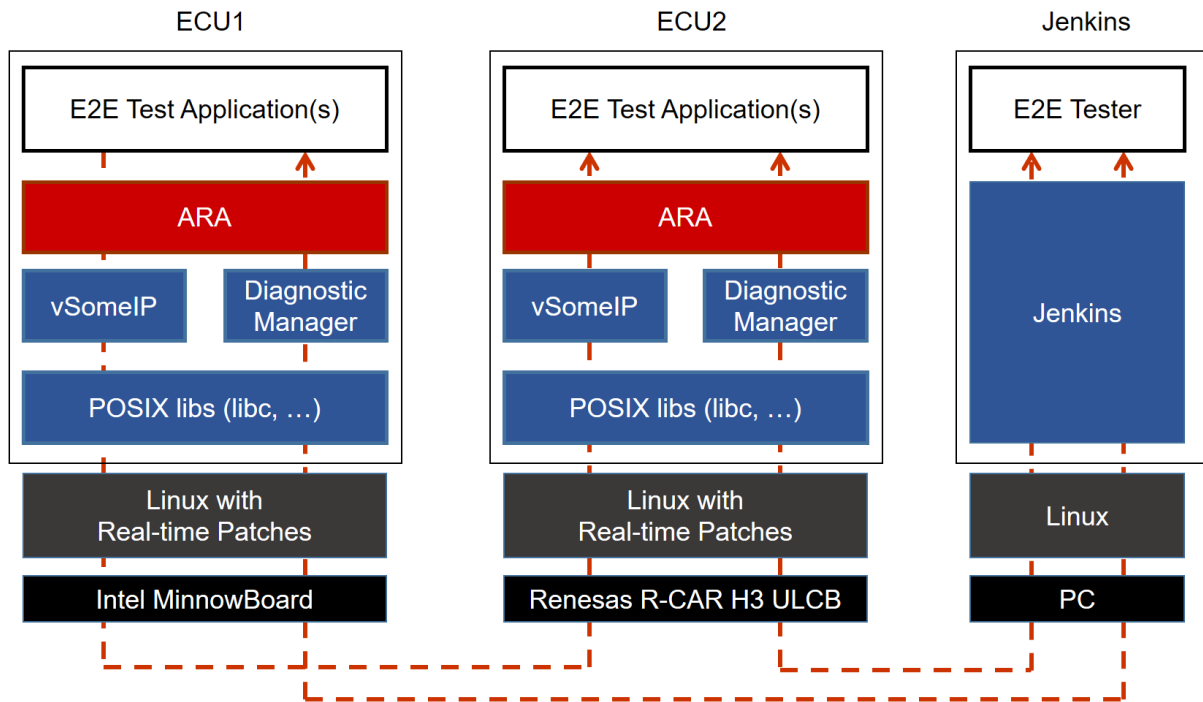 ECU1
E2E Test Application(s)
ARA
vSomeIP
Diagnostic
Manager
POSIX libs (libc, …)
Linux with
Real-time Patches
Intel MinnowBoard
ECU2
E2E Test Application(s)
ARA
vSomeIP
Diagnostic
Manager
POSIX libs (libc, …)
Linux with
Real-time Patches
Renesas R-CAR H3 ULCB
Jenkins
E2E Tester
Jenkins
Linux
PC